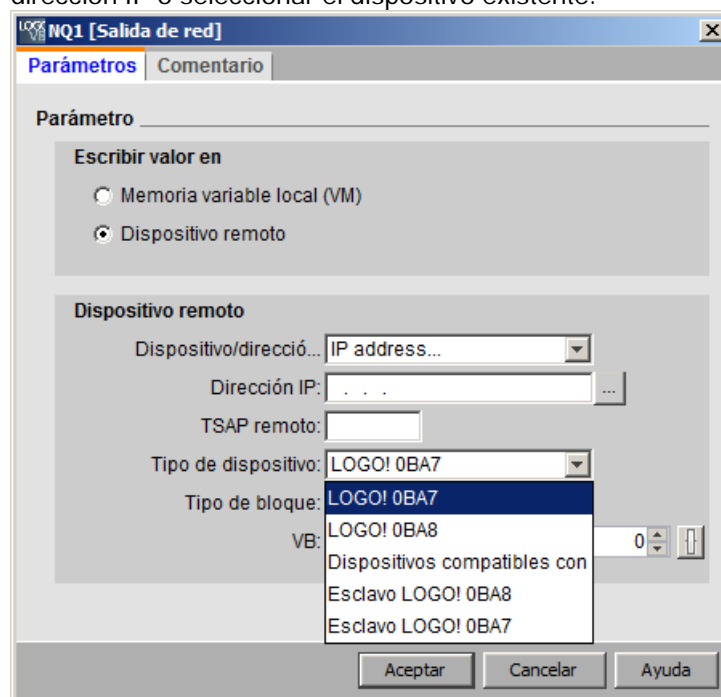 dirección IP o seleccionar el dispositivo existente.
LOGO NQ1 [Salida de red]
Parámetros Comentario
Parámetro
Escribir valor en
Memoria variable local (VM)
Dispositivo remoto
Dispositivo remoto
Dispositivo/direcció... IP address...
Dirección IP: . . . ...
TSAP remoto:
Tipo de dispositivo: LOGO! 0BA7
Tipo de bloque: LOGO! 0BA7
LOGO! 0BA8
VB: 0
Dispositivos compatibles con
Esclavo LOGO! 0BA8
Esclavo LOGO! 0BA7
Aceptar Cancelar Ayuda